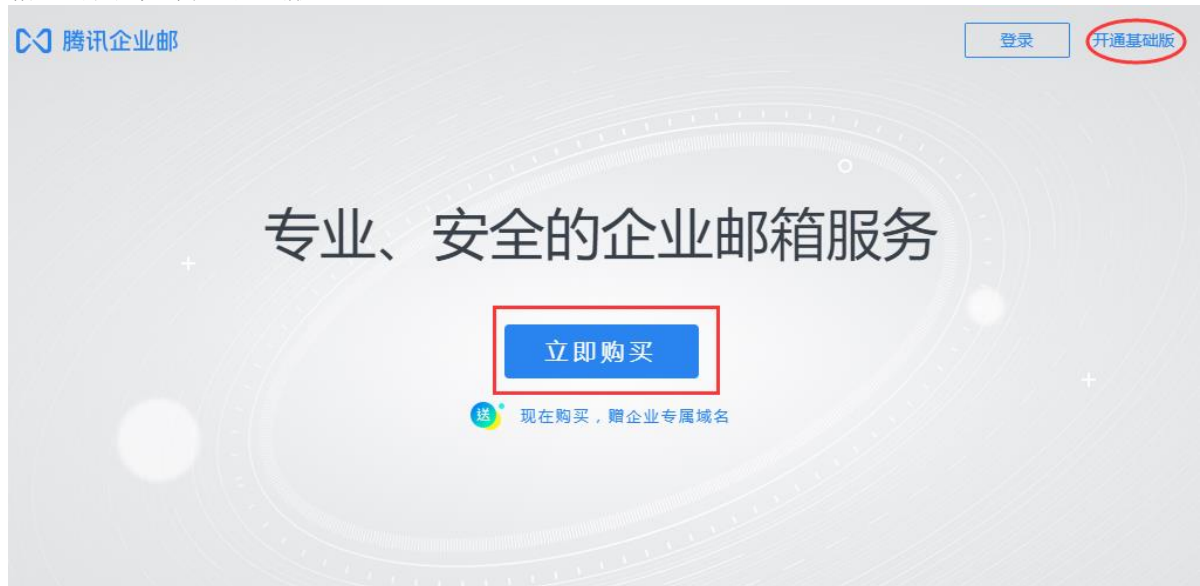 腾讯企业邮
登录
开通基础版
专业、安全的企业邮箱服务
立即购买
送 现在购买，赠企业专属域名